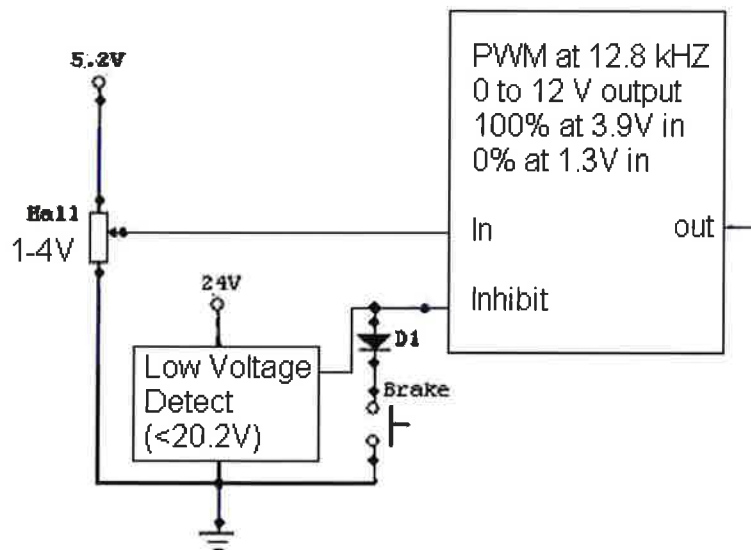 PWM at 12.8 kHZ
0 to 12 V output
100% at 3.9V in
0% at 1.3V in
5.2V
Hall
1-4V
In
out
24V
Inhibit
D1
Low Voltage
Detect
(<20.2V)
Brake